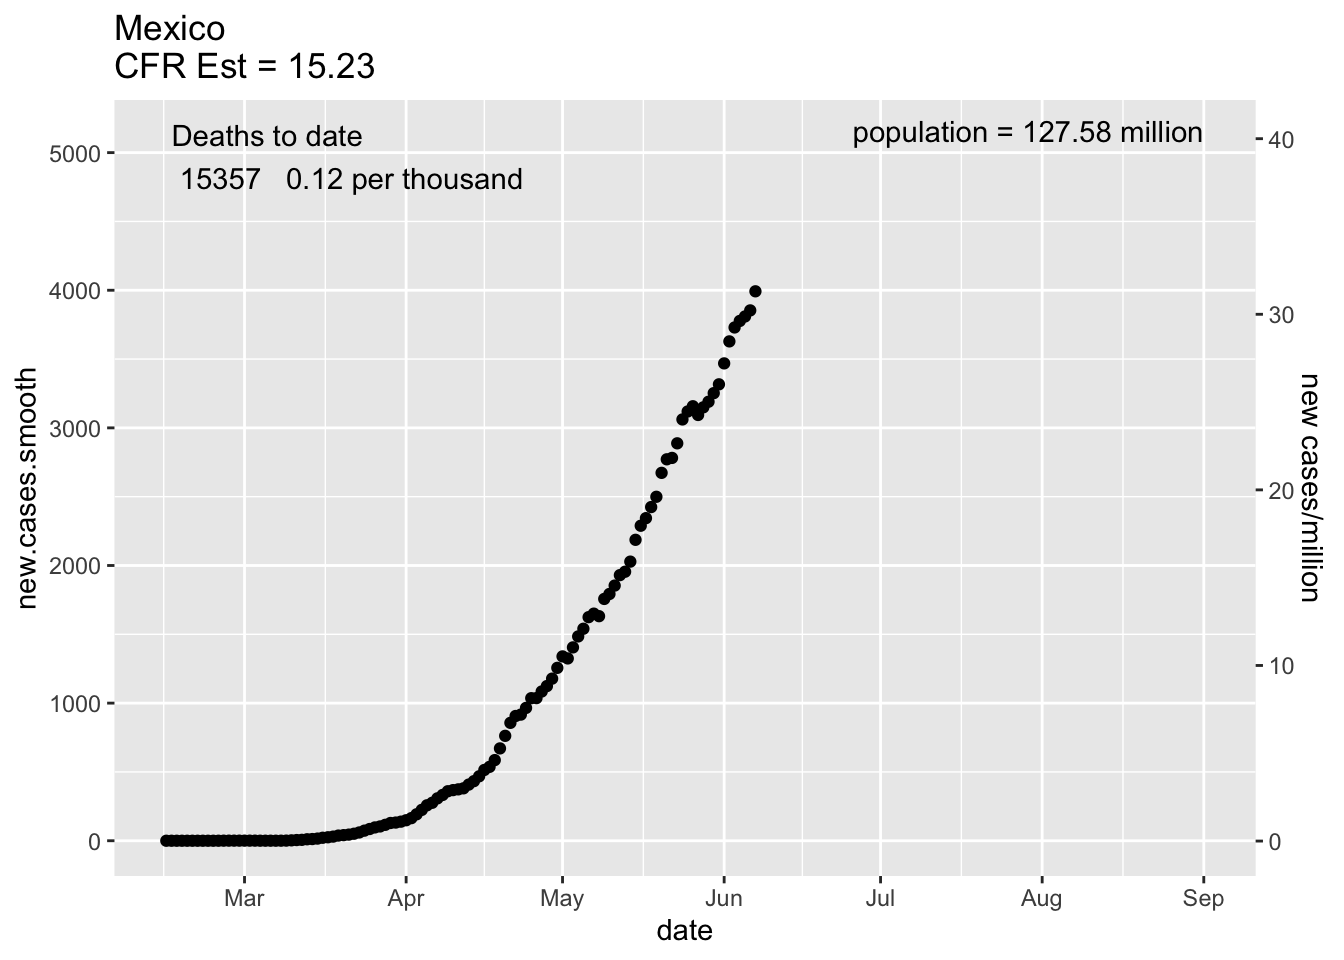 Mexico
CFR Est = 15.23
Deaths to date
15357 0.12 per thousand
population = 127.58 million
5000
4000
3000
2000
1000
0
new.cases.smooth
40
30
20
10
0
new cases/million
Mar Apr May Jun Jul Aug Sep
date